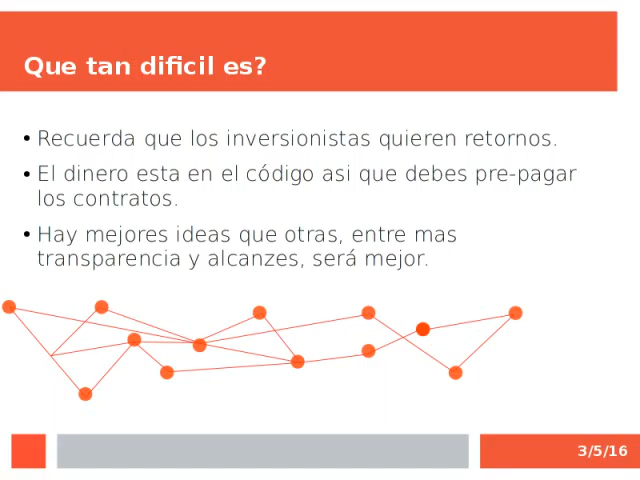 Que tan dificil es?
• Recuerda que los inversionistas quieren retornos.
• El dinero esta en el código asi que debes pre-pagar
los contratos.
• Hay mejores ideas que otras, entre mas
transparencia y alcanzes, será mejor.
3/5/16